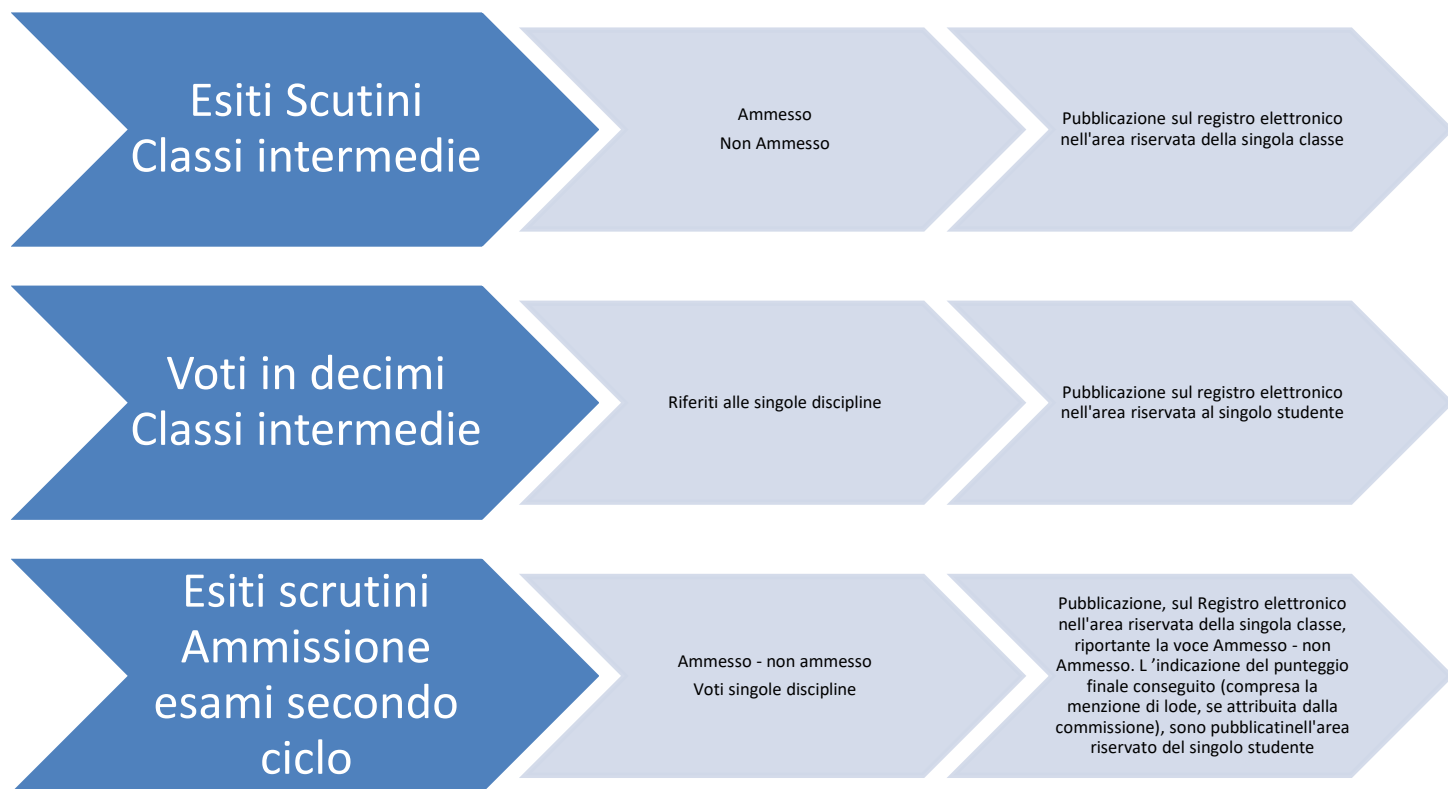 Esiti Scutini
Classi intermedie
Ammesso
Non Ammesso
Pubblicazione sul registro elettronico
nell'area riservata della singola classe
Voti in decimi
Classi intermedie
Riferiti alle singole discipline
Pubblicazione sul registro elettronico
nell'area riservata al singolo studente
Esiti scrutini
Ammissione
esami secondo
ciclo
Ammesso - non ammesso
Voti singole discipline
Pubblicazione, sul Registro elettronico
nell'area riservata della singola classe,
riportante la voce Ammesso - non
Ammesso. L ’indicazione del punteggio
finale conseguito (compresa la
menzione di lode, se attribuita dalla
commissione), sono pubblicatinell'area
riservato del singolo studente